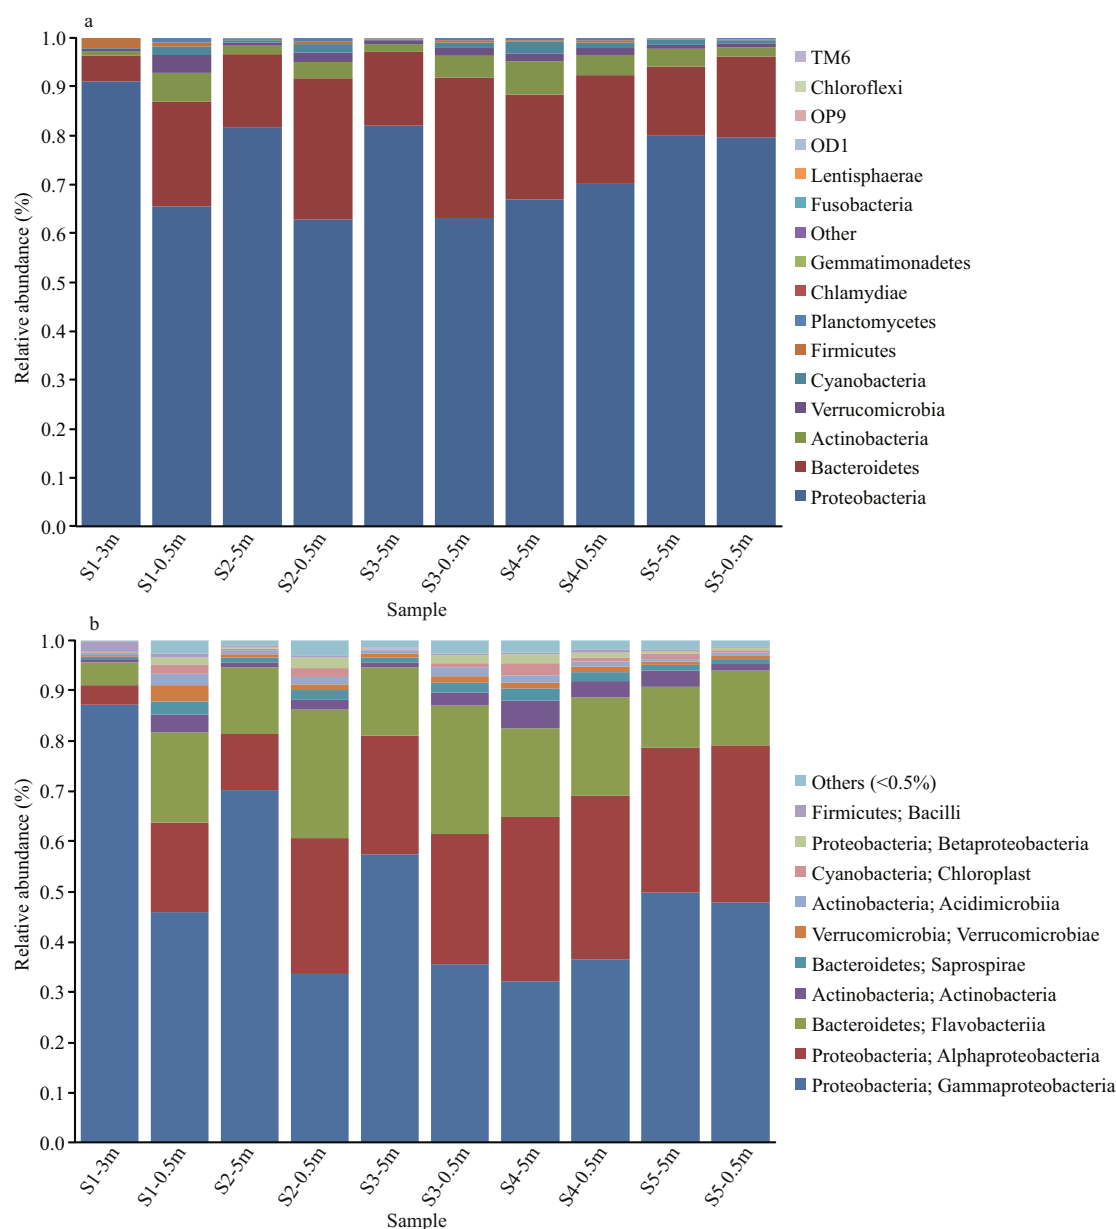 a
Relative abundance (%)
1.0
0.9
0.8
0.7
0.6
0.5
0.4
0.3
0.2
0.1
0.0
S1-3m
S1-0.5m
S2-5m
S2-0.5m
S3-5m
S3-0.5m
S4-5m
S4-0.5m
S5-5m
S5-0.5m
Sample
TM6
Chloroflexi
OP9
OD1
Lentisphaerae
Fusobacteria
Other
Gemmatimonadetes
Chlamydiae
Planctomycetes
Firmicutes
Cyanobacteria
Verrucomicrobia
Actinobacteria
Bacteroidetes
Proteobacteria
b
Relative abundance (%)
1.0
0.9
0.8
0.7
0.6
0.5
0.4
0.3
0.2
0.1
0.0
S1-3m
S1-0.5m
S2-5m
S2-0.5m
S3-5m
S3-0.5m
S4-5m
S4-0.5m
S5-5m
S5-0.5m
Sample
Others (<0.5%)
Firmicutes; Bacilli
Proteobacteria; Betaproteobacteria
Cyanobacteria; Chloroplast
Actinobacteria; Acidimicrobiia
Verrucomicrobia; Verrucomicrobiae
Bacteroidetes; Saprospirae
Actinobacteria; Actinobacteria
Bacteroidetes; Flavobacteriia
Proteobacteria; Alphaproteobacteria
Proteobacteria; Gammaproteobacteria